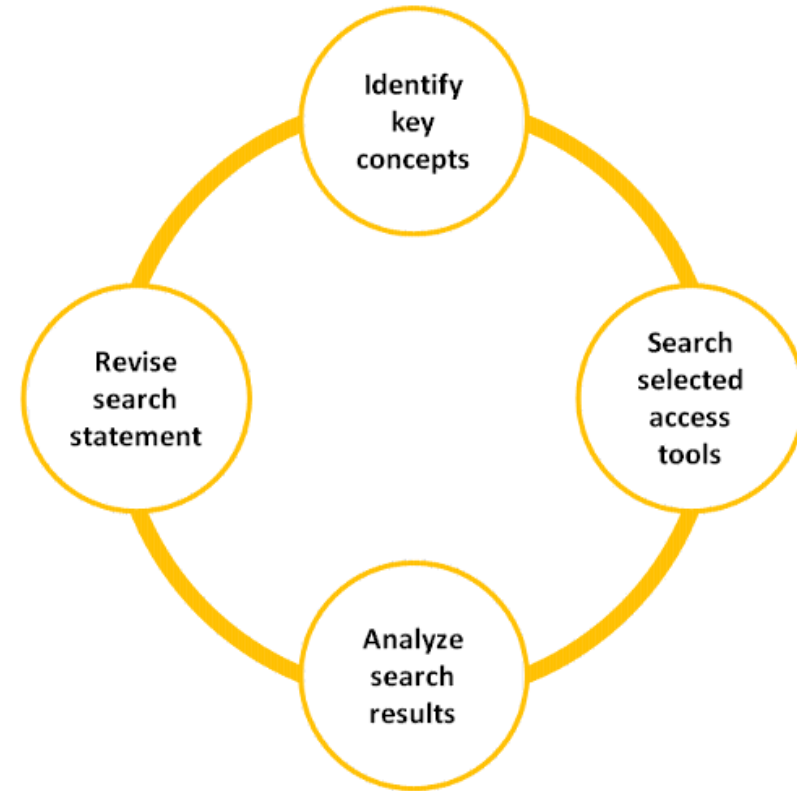 Identify
key
concepts
Search
selected
access
tools
Analyze
search
results
Revise
search
statement